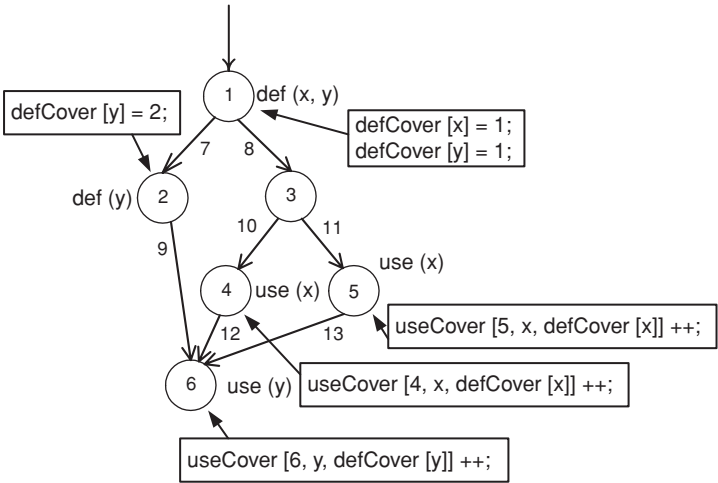 1
def (x, y)
defCover [y] = 2;
defCover [x] = 1;
defCover [y] = 1;
7
8
def (y)
2
3
9
10
11
use (x)
4
use (x)
5
12
13
useCover [5, x, defCover [x]] ++;
6
use (y)
useCover [4, x, defCover [x]] ++;
useCover [6, y, defCover [y]] ++;